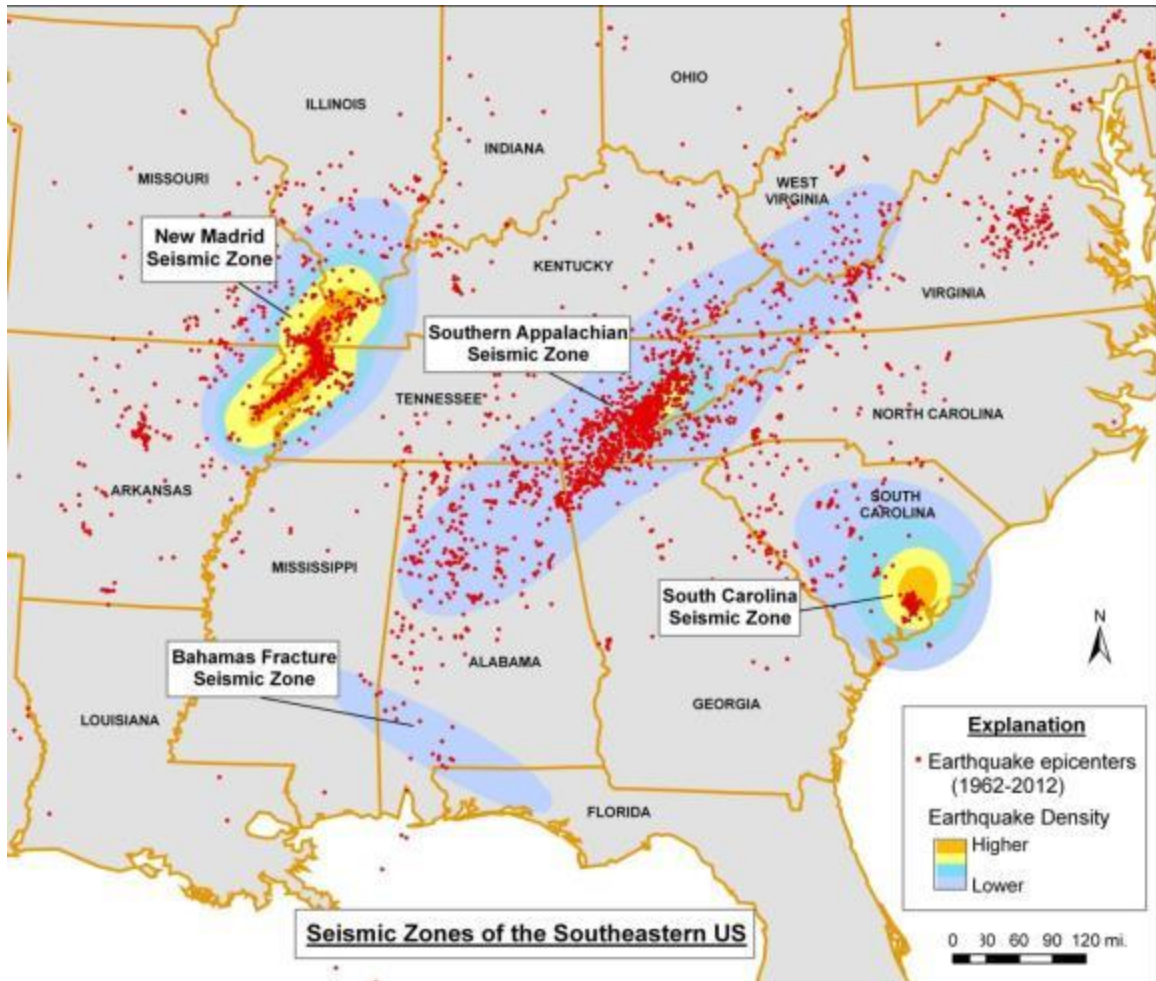 OHIO
ILLINOIS
INDIANA
MISSOURI
WEST
VIRGINIA
New Madrid
Seismic Zone
KENTUCKY
VIRGINIA
Southern Appalachian
Seismic Zone
TENNESSEE
NORTH CAROLINA
ARKANSAS
SOUTH
CAROLINA
MISSISSIPPI
South Carolina
Seismic Zone
N
Bahamas Fracture
Seismic Zone
ALABAMA
GEORGIA
LOUISIANA
Explanation
Earthquake epicenters
(1962-2012)
Earthquake Density
Higher
Lower
FLORIDA
Seismic Zones of the Southeastern US
0 30 60 90 120 mi.